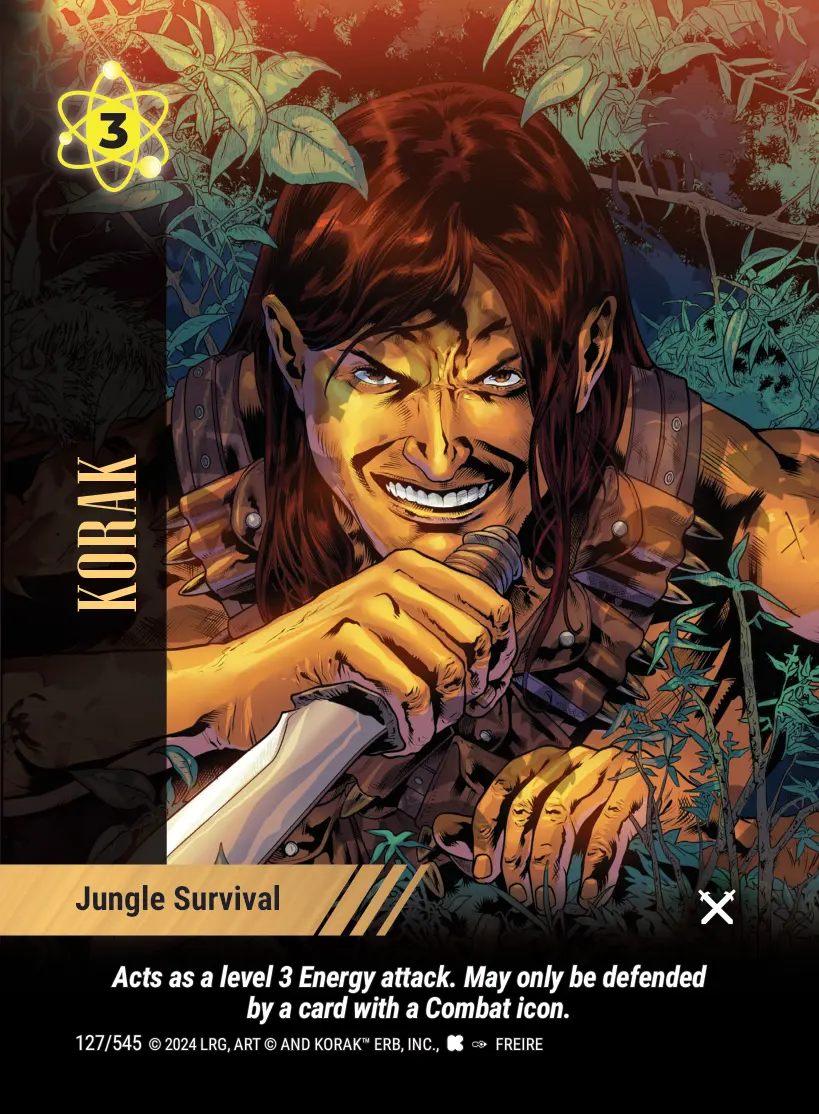 3
KORAK
Jungle Survival
Acts as a level 3 Energy attack. May only be defended
by a card with a Combat icon.
127/545 © 2024 LRG, ART © AND KORAK™ ERB, INC., FREIRE